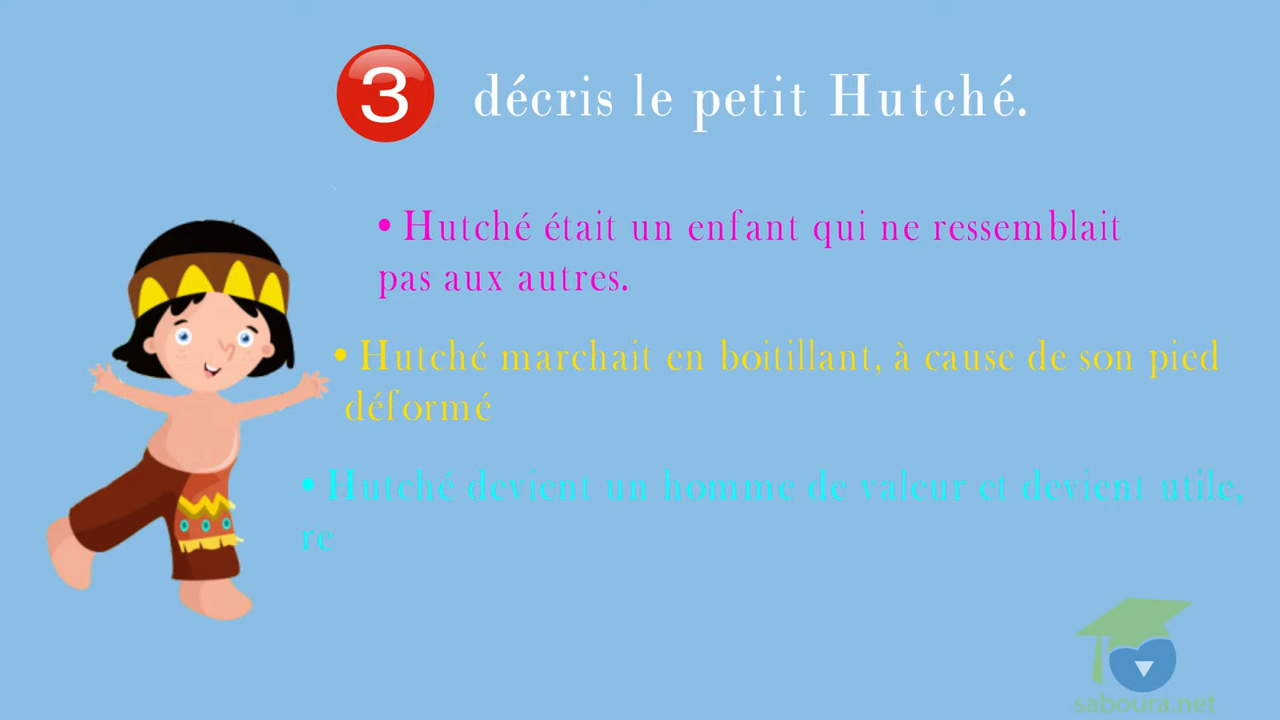 3 décris le petit Hutché.
• Hutché était un enfant qui ne ressemblait
pas aux autres.
• Hutché marchait en boitillant, à cause de son pied
déformé
• Hutché devient un homme de valeur et devient utile,
re
saboura.net